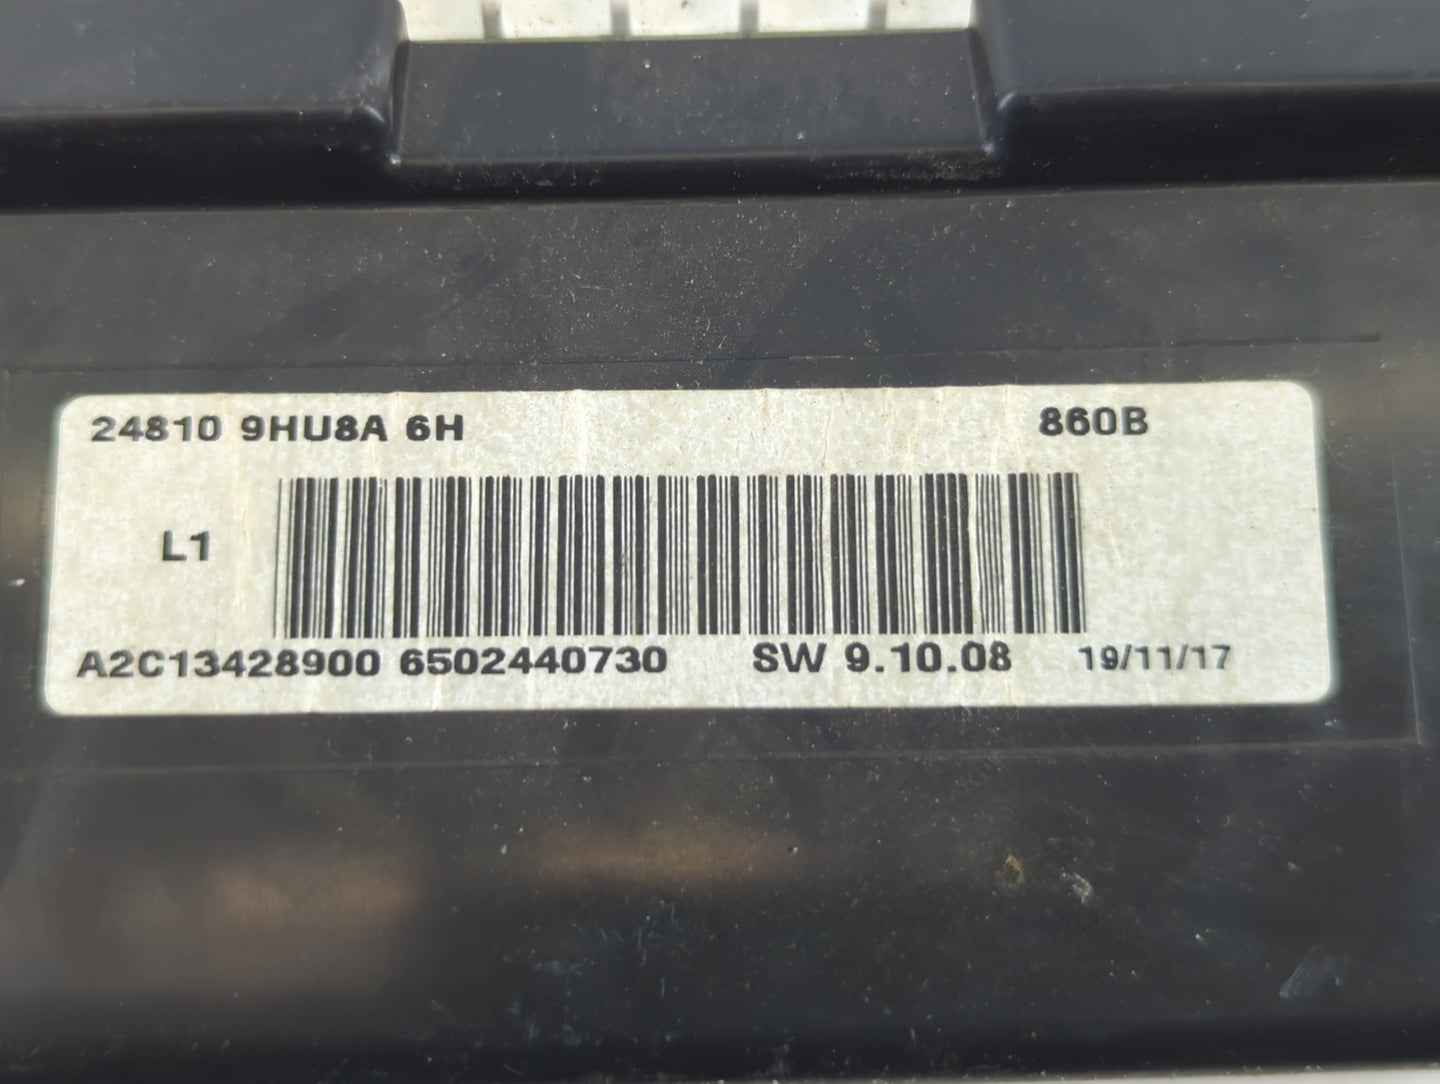 24810 9HU8A 6H 860B
L1
A2C13428900 6502440730 SW 9.10.08 19/11/17